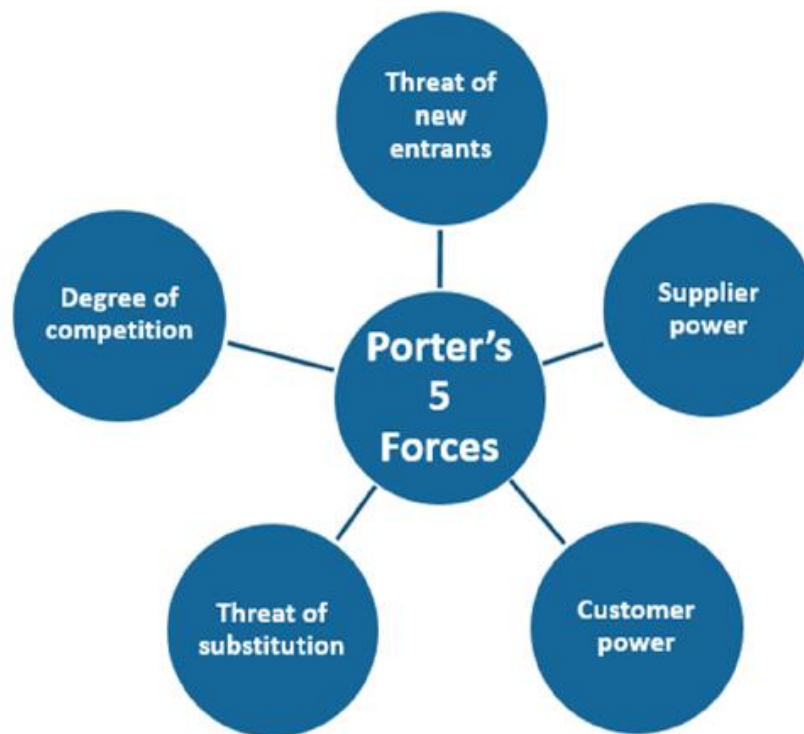 Threat of
new
entrants
Degree of
competition
Supplier
power
Porter’s
5
Forces
Threat of
substitution
Customer
power